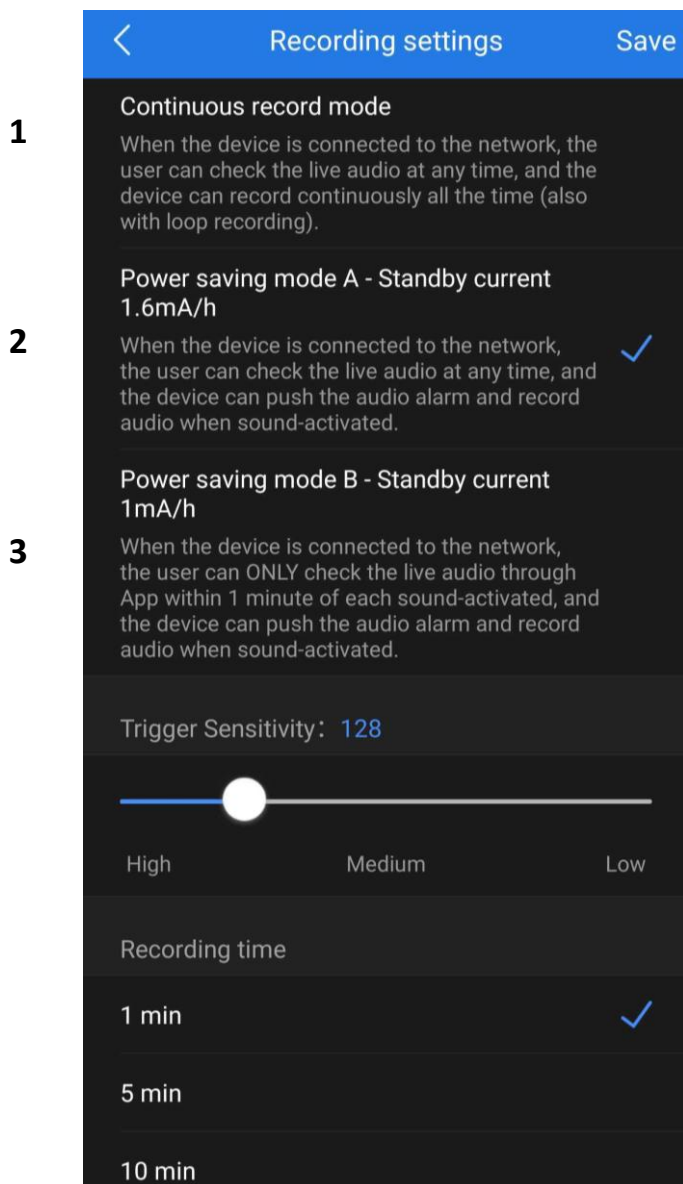 Recording settings Save
1
Continuous record mode
When the device is connected to the network, the
user can check the live audio at any time, and the
device can record continuously all the time (also
with loop recording).
Power saving mode A - Standby current
1.6mA/h
2
When the device is connected to the network,
the user can check the live audio at any time, and
the device can push the audio alarm and record
audio when sound-activated.
Power saving mode B - Standby current
1mA/h
3
When the device is connected to the network,
the user can ONLY check the live audio through
App within 1 minute of each sound-activated, and
the device can push the audio alarm and record
audio when sound-activated.
Trigger Sensitivity： 128
High Medium Low
Recording time
1 min
5 min
10 min